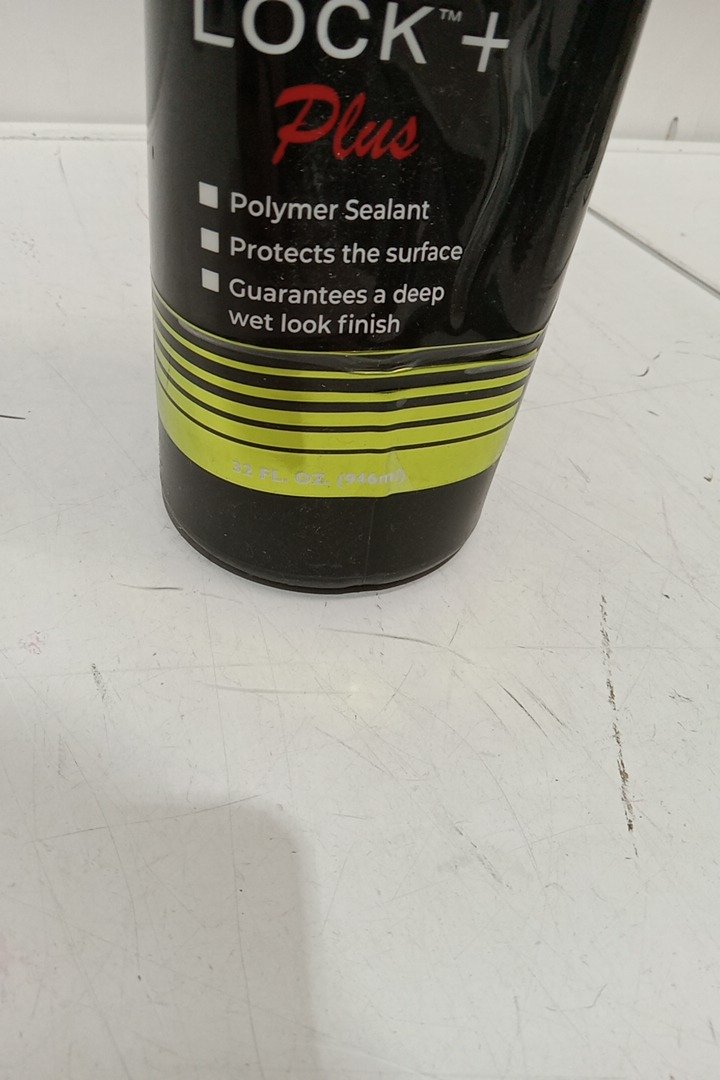 LOCK™+
Plus
Polymer Sealant
Protects the surface
Guarantees a deep
wet look finish
32 FL. OZ. (946ml)